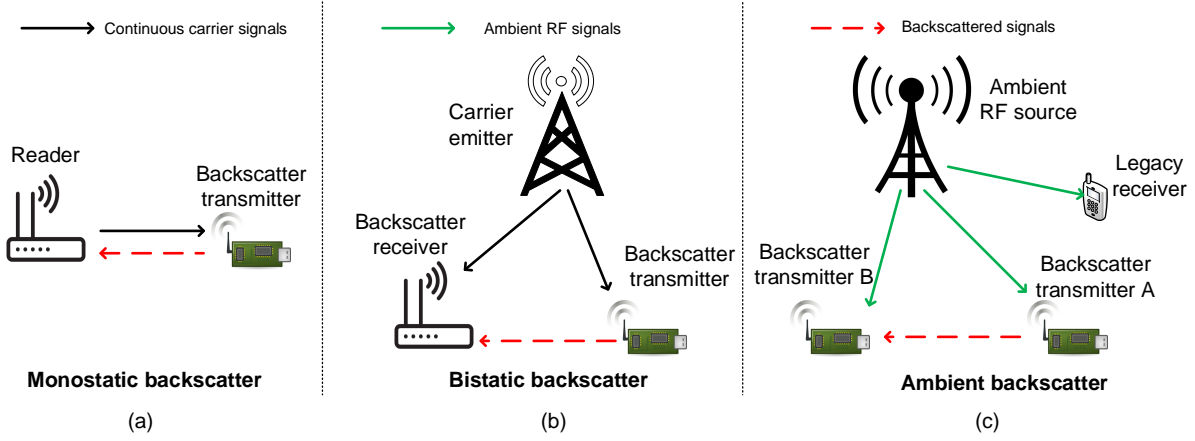 Continuous carrier signals
Ambient RF signals
Backscattered signals
Reader
Backscatter
transmitter
Monostatic backscatter
(a)
Carrier
emitter
Backscatter
receiver
Backscatter
transmitter
Bistatic backscatter
(b)
Ambient
RF source
Legacy
receiver
Backscatter
transmitter B
Backscatter
transmitter A
Ambient backscatter
(c)